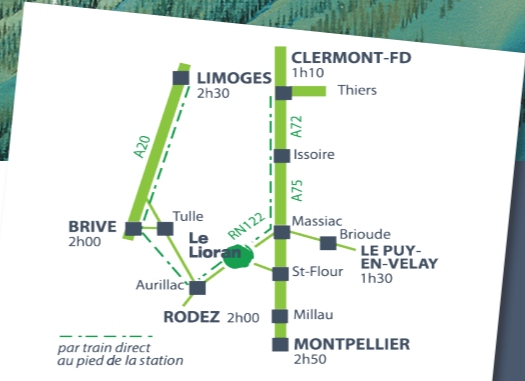 CLERMONT-FD
1h10
LIMOGES
2h30
Thiers
A72
A20
Issoire
A75
Massiac
Tulle
BRIVE
2h00
RN122
Brioude
Le
Lioran
LE PUY-
EN-VELAY
1h30
St-Flour
Aurillac
RODEZ 2h00
Millau
MONTPELLIER
2h50
par train direct
au pied de la station